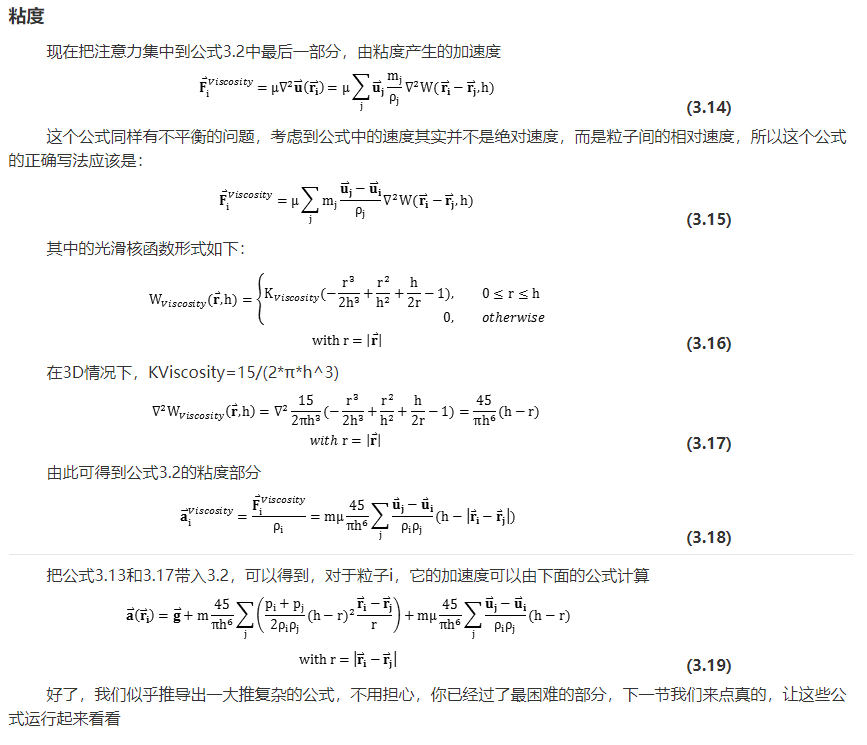 粘度
现在把注意力集中到公式3.2中最后一部分，由粘度产生的加速度
$\vec{\mathbf{F}}_i^{Viscosity} = \mu\nabla^2\vec{\mathbf{u}}(\vec{\mathbf{r}}_i) = \mu\sum_j \vec{\mathbf{u}}_j \frac{m_j}{\rho_j}\nabla^2 W(\vec{\mathbf{r}}_i - \vec{\mathbf{r}}_j, h)$ (3.14)
这个公式同样有不平衡的问题，考虑到公式中的速度其实并不是绝对速度，而是粒子间的相对速度，所以这个公式
的正确写法应该是：
$\vec{\mathbf{F}}_i^{Viscosity} = \mu\sum_j m_j \frac{\vec{\mathbf{u}}_j - \vec{\mathbf{u}}_i}{\rho_j}\nabla^2 W(\vec{\mathbf{r}}_i - \vec{\mathbf{r}}_j, h)$ (3.15)
其中的光滑核函数形式如下：
$W_{Viscosity}(\vec{\mathbf{r}}, h) = \begin{cases} K_{Viscosity}(-\frac{r^3}{2h^3} + \frac{r^2}{h^2} + \frac{h}{2r} - 1), & 0 \le r \le h \\ 0, & otherwise \end{cases}$
with r = $|\vec{\mathbf{r}}|$ (3.16)
在3D情况下，KViscosity=15/(2*π*h^3)
$\nabla^2 W_{Viscosity}(\vec{\mathbf{r}}, h) = \nabla^2 \frac{15}{2\pi h^3}(-\frac{r^3}{2h^3} + \frac{r^2}{h^2} + \frac{h}{2r} - 1) = \frac{45}{\pi h^6}(h - r)$
with r = $|\vec{\mathbf{r}}|$ (3.17)
由此可得到公式3.2的粘度部分
$\vec{\mathbf{a}}_i^{Viscosity} = \frac{\vec{\mathbf{F}}_i^{Viscosity}}{\rho_i} = m\mu\frac{45}{\pi h^6}\sum_j \frac{\vec{\mathbf{u}}_j - \vec{\mathbf{u}}_i}{\rho_i\rho_j}(h - |\vec{\mathbf{r}}_i - \vec{\mathbf{r}}_j|)$ (3.18)
把公式3.13和3.17带入3.2，可以得到，对于粒子i，它的加速度可以由下面的公式计算
$\vec{\mathbf{a}}(\vec{\mathbf{r}}_i) = \vec{\mathbf{g}} + m\frac{45}{\pi h^6}\sum_j \left(\frac{p_i + p_j}{2\rho_i\rho_j}(h - r)^2\frac{\vec{\mathbf{r}}_i - \vec{\mathbf{r}}_j}{r}\right) + m\mu\frac{45}{\pi h^6}\sum_j \frac{\vec{\mathbf{u}}_j - \vec{\mathbf{u}}_i}{\rho_i\rho_j}(h - r)$
with r = $|\vec{\mathbf{r}}_i - \vec{\mathbf{r}}_j|$ (3.19)
好了，我们似乎推导出一大推复杂的公式，不用担心，你已经过了最困难的部分，下一节我们来点真的，让这些公
式运行起来看看